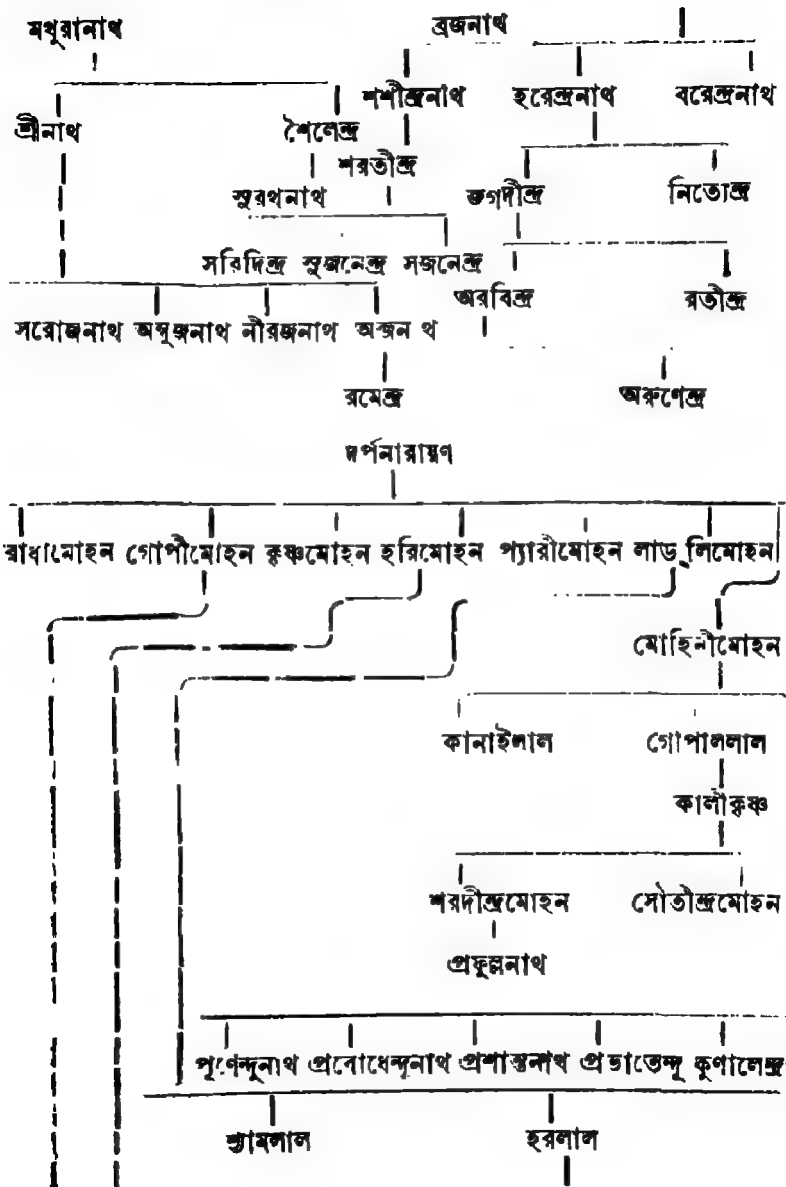 মথুরানাথ ব্রজনাথ
শশীন্দ্রনাথ হরেন্দ্রনাথ বরেন্দ্রনাথ
শ্রীনাথ শৈলেন্দ্র
শরতীন্দ্র
সুরথনাথ জগদীন্দ্র নিতোন্দ্র
সরিদিন্দ্র সুজনেন্দ্র সজনেন্দ্র
অরবিন্দ্র রতীন্দ্র
সরোজনাথ অম্বুজনাথ নীরজনাথ অব্জন থ
রমেন্দ্র অরুণেন্দ্র
দর্পনারায়ণ
রাধামোহন গোপীমোহন কৃষ্ণমোহন হরিমোহন প্যারীমোহন লাড্‌লিমোহন
মোহিনীমোহন
কানাইলাল গোপাললাল
কালীকৃষ্ণ
শরদীন্দ্রমোহন সৌতীন্দ্রমোহন
প্রফুল্লনাথ
পূর্ণেন্দুনাথ প্রবোধেন্দুনাথ প্রশান্তনাথ প্রভাতেন্দু কুণালেন্দ্র
শ্যামলাল হরলাল